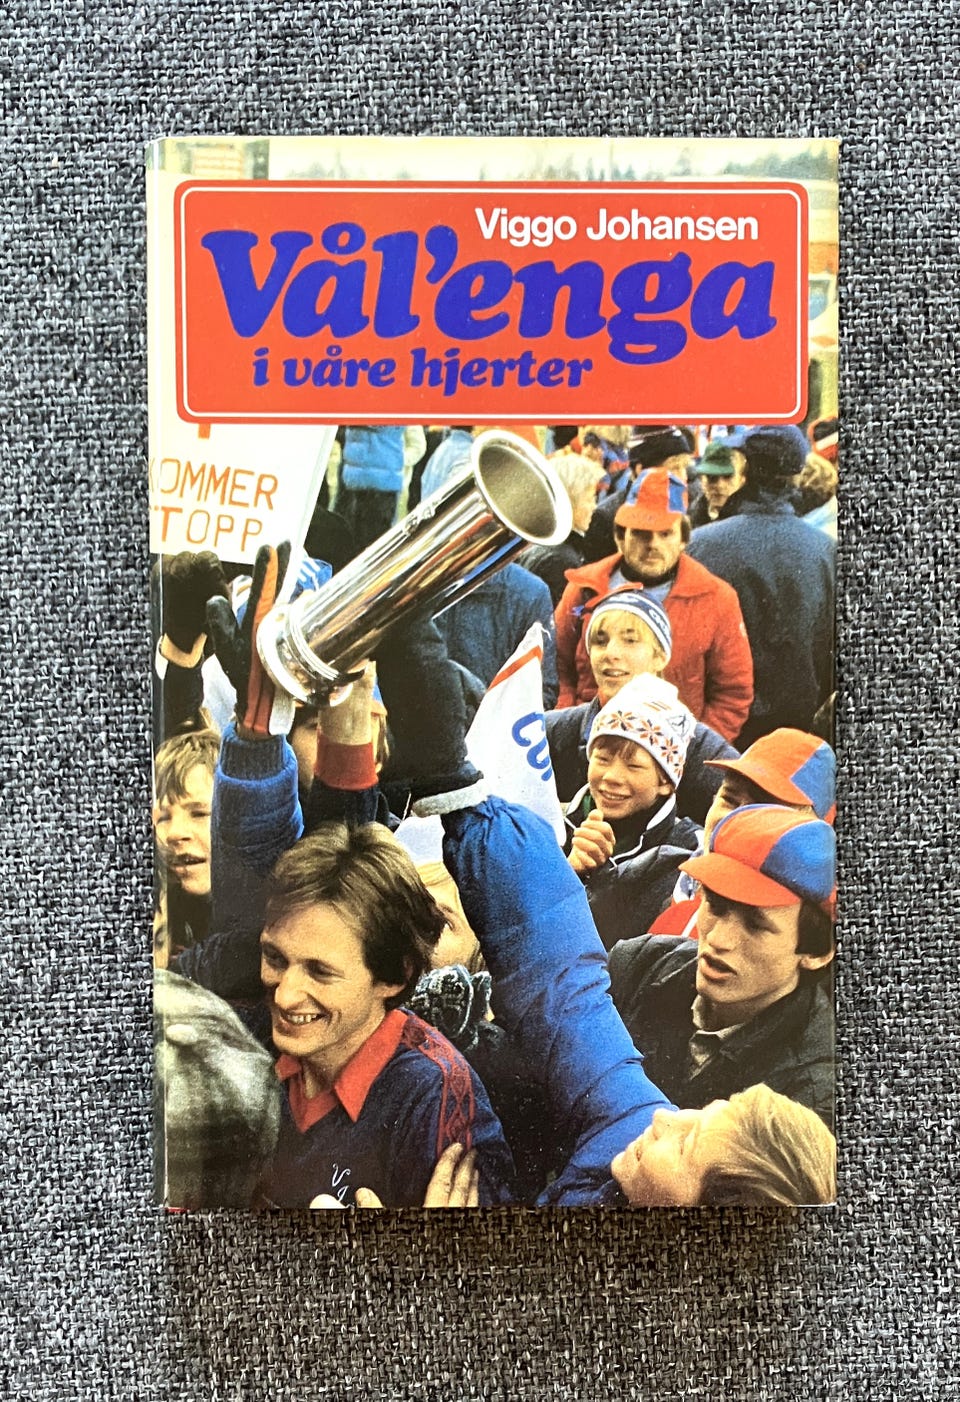 Viggo Johansen
Vål'enga
i våre hjerter
OMMER
TOPP